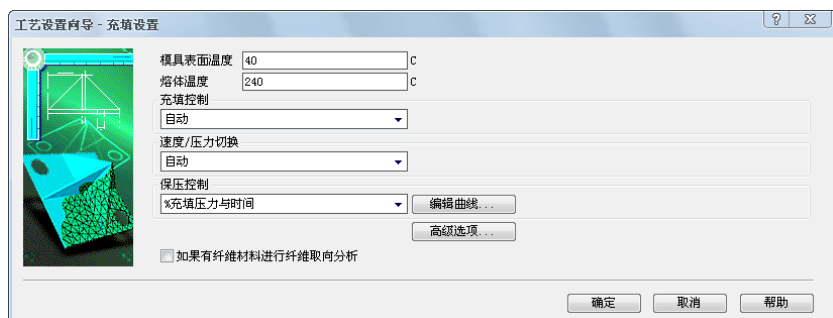 工艺设置向导 - 充填设置
模具表面温度 40 C
熔体温度 240 C
充填控制
自动
速度/压力切换
自动
保压控制
%充填压力与时间 编辑曲线...
高级选项...
如果有纤维材料进行纤维取向分析
确定 取消 帮助